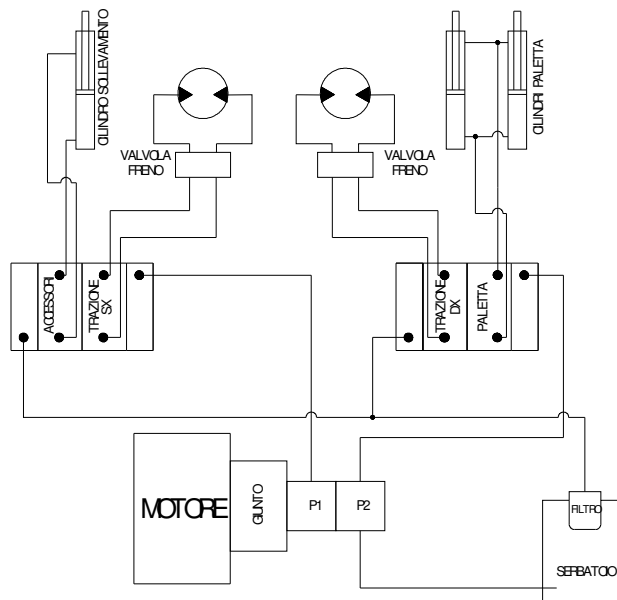 CILINDRO SOLLEVAMENTO
CILINDRI PALETTA
VALVOLA
FRENO
VALVOLA
FRENO
ACCESSORI
TRAZIONE
SX
TRAZIONE
DX
PALETTA
MOTORE
GIUNTO
P1
P2
FILTRO
SERBATOIO